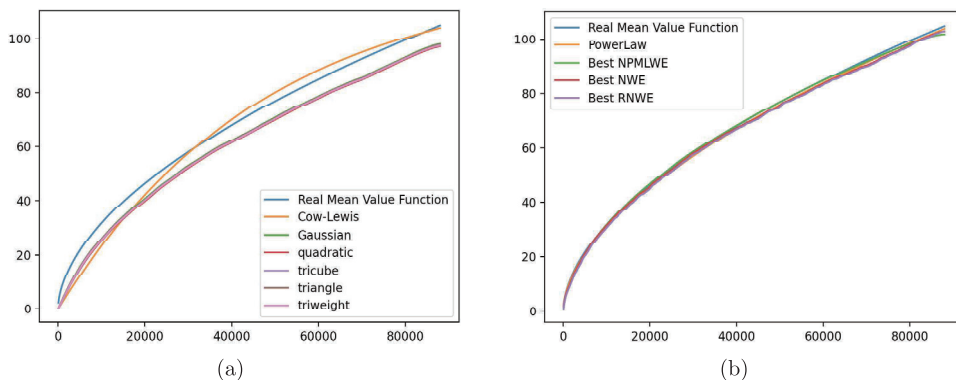 100
80
60
40
20
0
Real Mean Value Function
Cow-Lewis
Gaussian
quadratic
tricube
triangle
triweight
0 20000 40000 60000 80000
(a)
100
80
60
40
20
0
Real Mean Value Function
PowerLaw
Best NPMLWE
Best NWE
Best RNWE
0 20000 40000 60000 80000
(b)